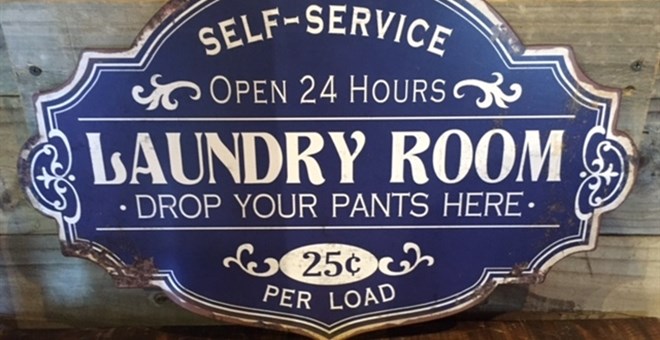 SELF-SERVICE
OPEN 24 HOURS
LAUNDRY ROOM
· DROP YOUR PANTS HERE ·
25¢
PER LOAD